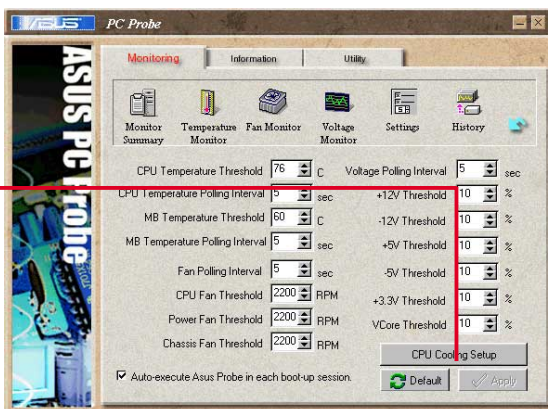 ASUS PC Probe
Monitoring Information Utility
ASUS PC Probe
Monitor Summary
Temperature Monitor
Fan Monitor
Voltage Monitor
Settings
History
CPU Temperature Threshold 76 C Voltage Polling Interval 5 sec
CPU Temperature Polling Interval 5 sec +12V Threshold 10 %
MB Temperature Threshold 60 C -12V Threshold 10 %
MB Temperature Polling Interval 5 sec +5V Threshold 10 %
Fan Polling Interval 5 sec -5V Threshold 10 %
CPU Fan Threshold 2200 RPM +3.3V Threshold 10 %
Power Fan Threshold 2200 RPM VCore Threshold 10 %
Chassis Fan Threshold 2200 RPM
CPU Cooling Setup
Auto-execute Asus Probe in each boot-up session. Default Apply